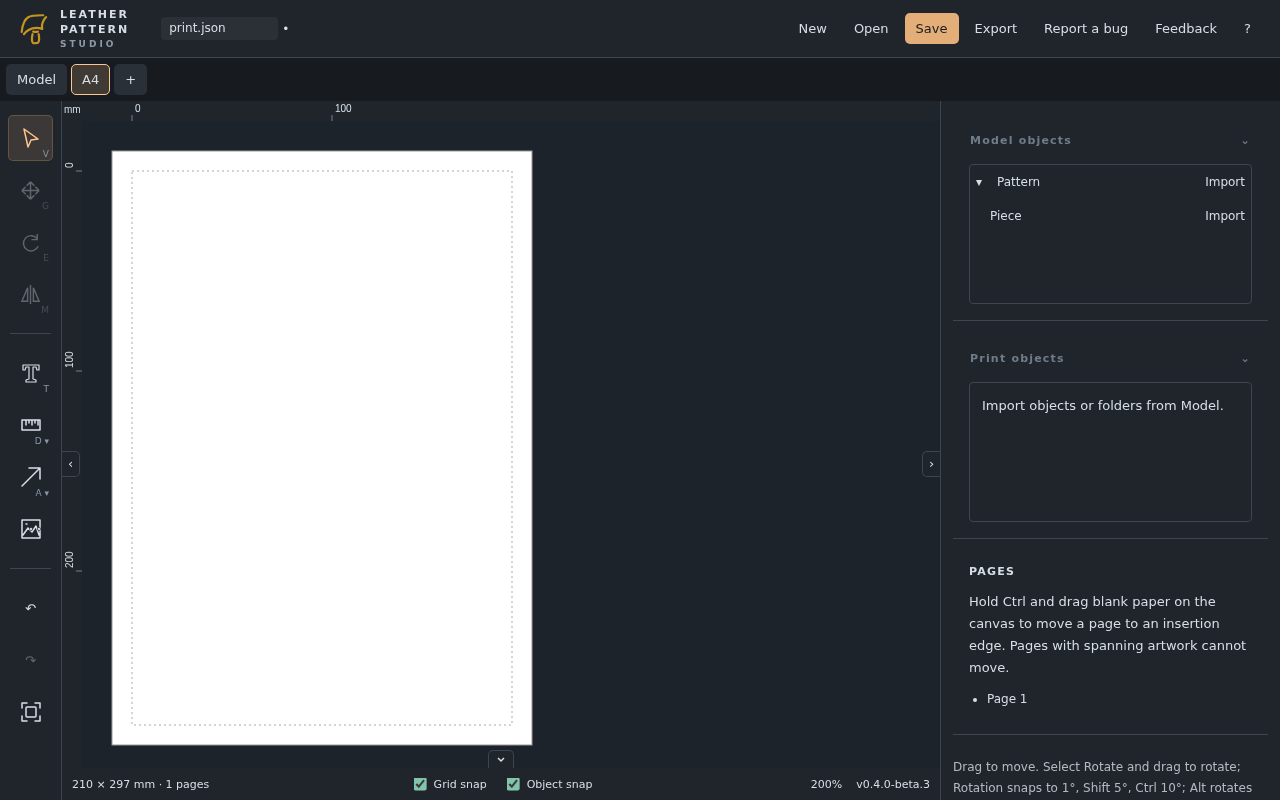 LEATHER
PATTERN
STUDIO
print.json •
New Open Save Export Report a bug Feedback ?
Model A4 +
mm 0 100
0
100
200
V
G
E
M
T
D ▾
A ▾
Model objects
▾ Pattern Import
Piece Import
Print objects
Import objects or folders from Model.
PAGES
Hold Ctrl and drag blank paper on the
canvas to move a page to an insertion
edge. Pages with spanning artwork cannot
move.
• Page 1
Drag to move. Select Rotate and drag to rotate;
Rotation snaps to 1°, Shift 5°, Ctrl 10°; Alt rotates
210 × 297 mm · 1 pages Grid snap Object snap 200% v0.4.0-beta.3